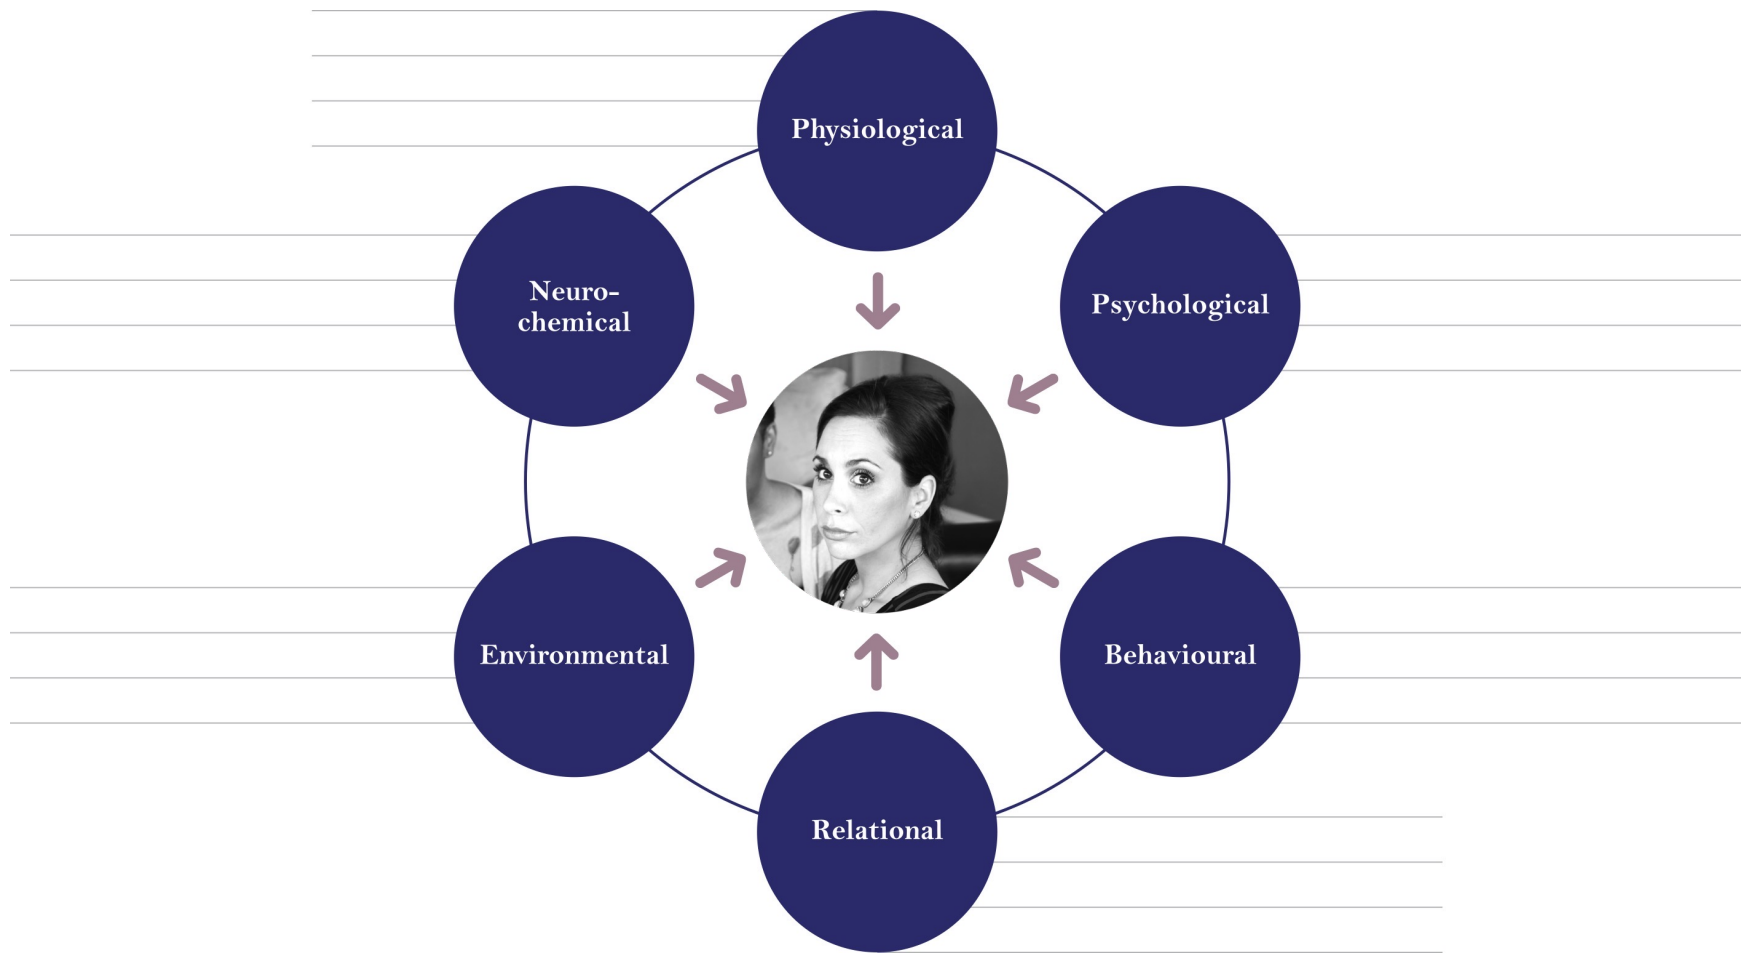 Physiological
Neuro-
chemical
Psychological
Environmental
Behavioural
Relational